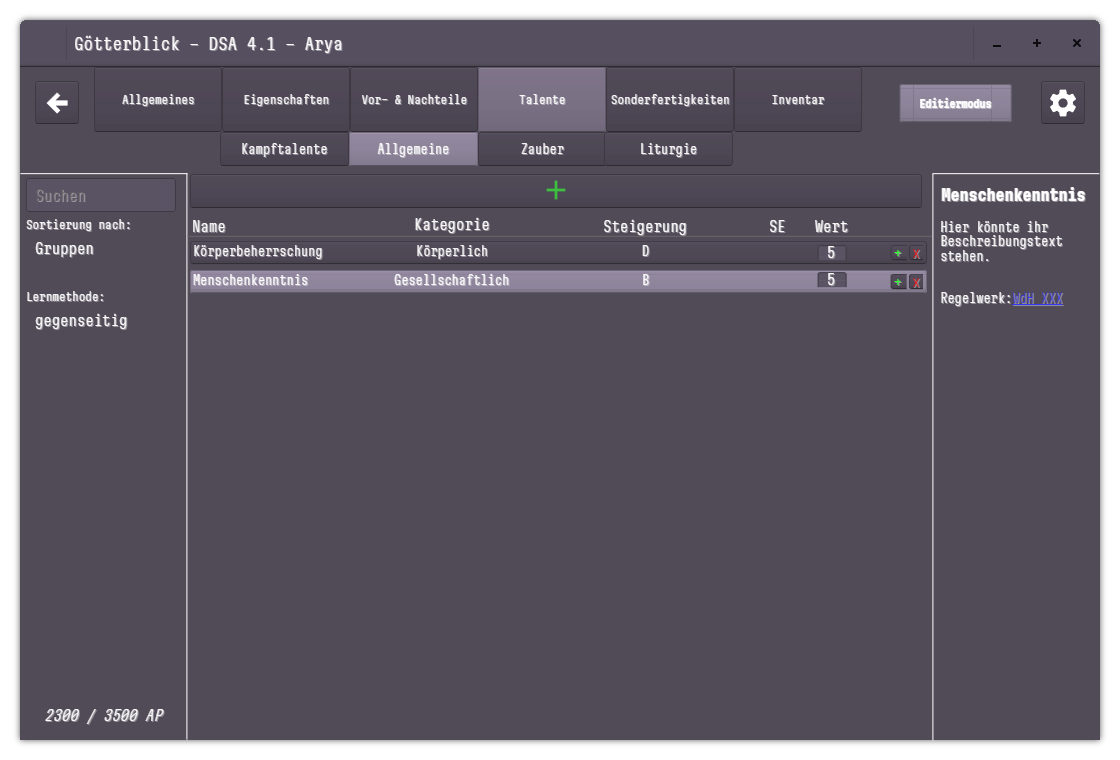 Götterblick - DSA 4.1 - Arya
Allgemeines Eigenschaften Vor- & Nachteile Talente Sonderfertigkeiten Inventar Editiermodus
Kampftalente Allgemeine Zauber Liturgie
Suchen
Sortierung nach:
Gruppen
Lernmethode:
gegenseitig
2300 / 3500 AP
+
Name Kategorie Steigerung SE Wert
Körperbeherrschung Körperlich D 5 + X
Menschenkenntnis Gesellschaftlich B 5 + X
Menschenkenntnis
Hier könnte ihr
Beschreibungstext
stehen.
Regelwerk:WdH XXX